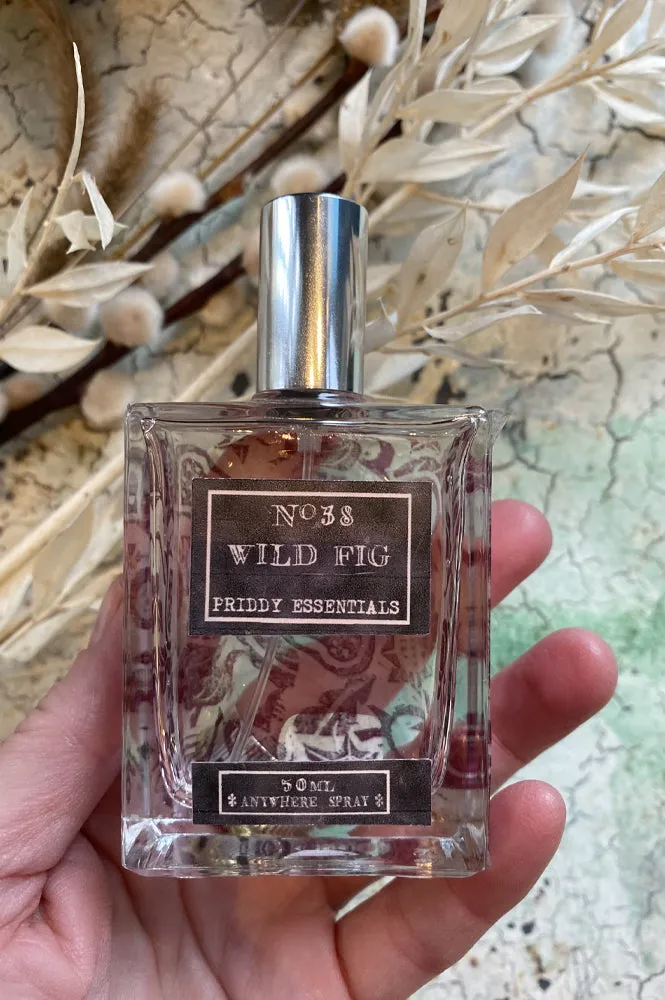 Nº38
WILD FIG
PRIDDY ESSENTIALS
50ML
* ANYWHERE SPRAY *